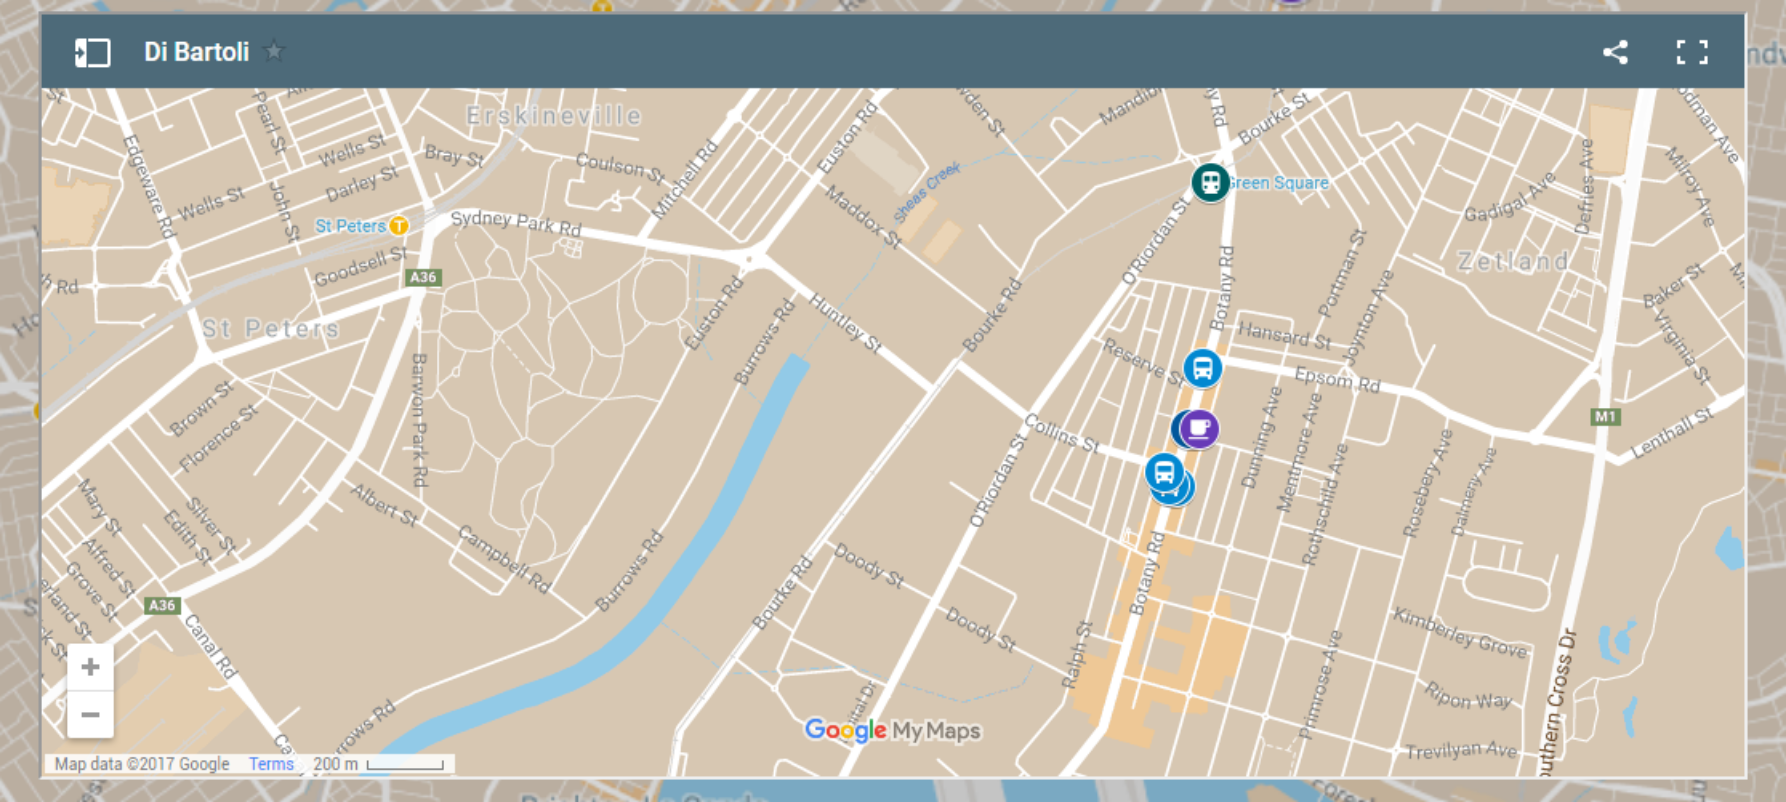 Di Bartoli
Erskineville
Pearl St
Wells St
Bray St
Coulson St
Mitchell Rd
Euston Rd
Mandibl
Bourke St
Edgeware Rd
Darley St
Wells St
John St
St Peters
Sydney Park Rd
Maddox St
Sheas Creek
Green Square
Gadigal Ave
Defries Ave
Milroy Ave
Goodsell St
A36
O'Riordan St
Botany Rd
Portman St
Zetland
Baker St
St Peters
Euston Rd
Burrows Rd
Huntley St
Bourke Rd
Hansard St
Joynton Ave
Virginia St
Barwon Park Rd
Reserve St
Epsom Rd
Brown St
Florence St
Collins St
M1
Lenthall St
Dunning Ave
Mentmore Ave
Rothschild Ave
Rosebery Ave
Dalmeny Ave
O'Riordan St
Mary St
Silver St
Edith St
Albert St
Campbell Rd
Burrows Rd
Alfred St
Grove St
Bourke Rd
Doody St
Botany Rd
A36
Canal Rd
Doody St
Ralph St
Kimberley Grove
Primrose Ave
Ripon Way
Trevilyan Ave
Google My Maps
Map data ©2017 Google
Terms
200 m